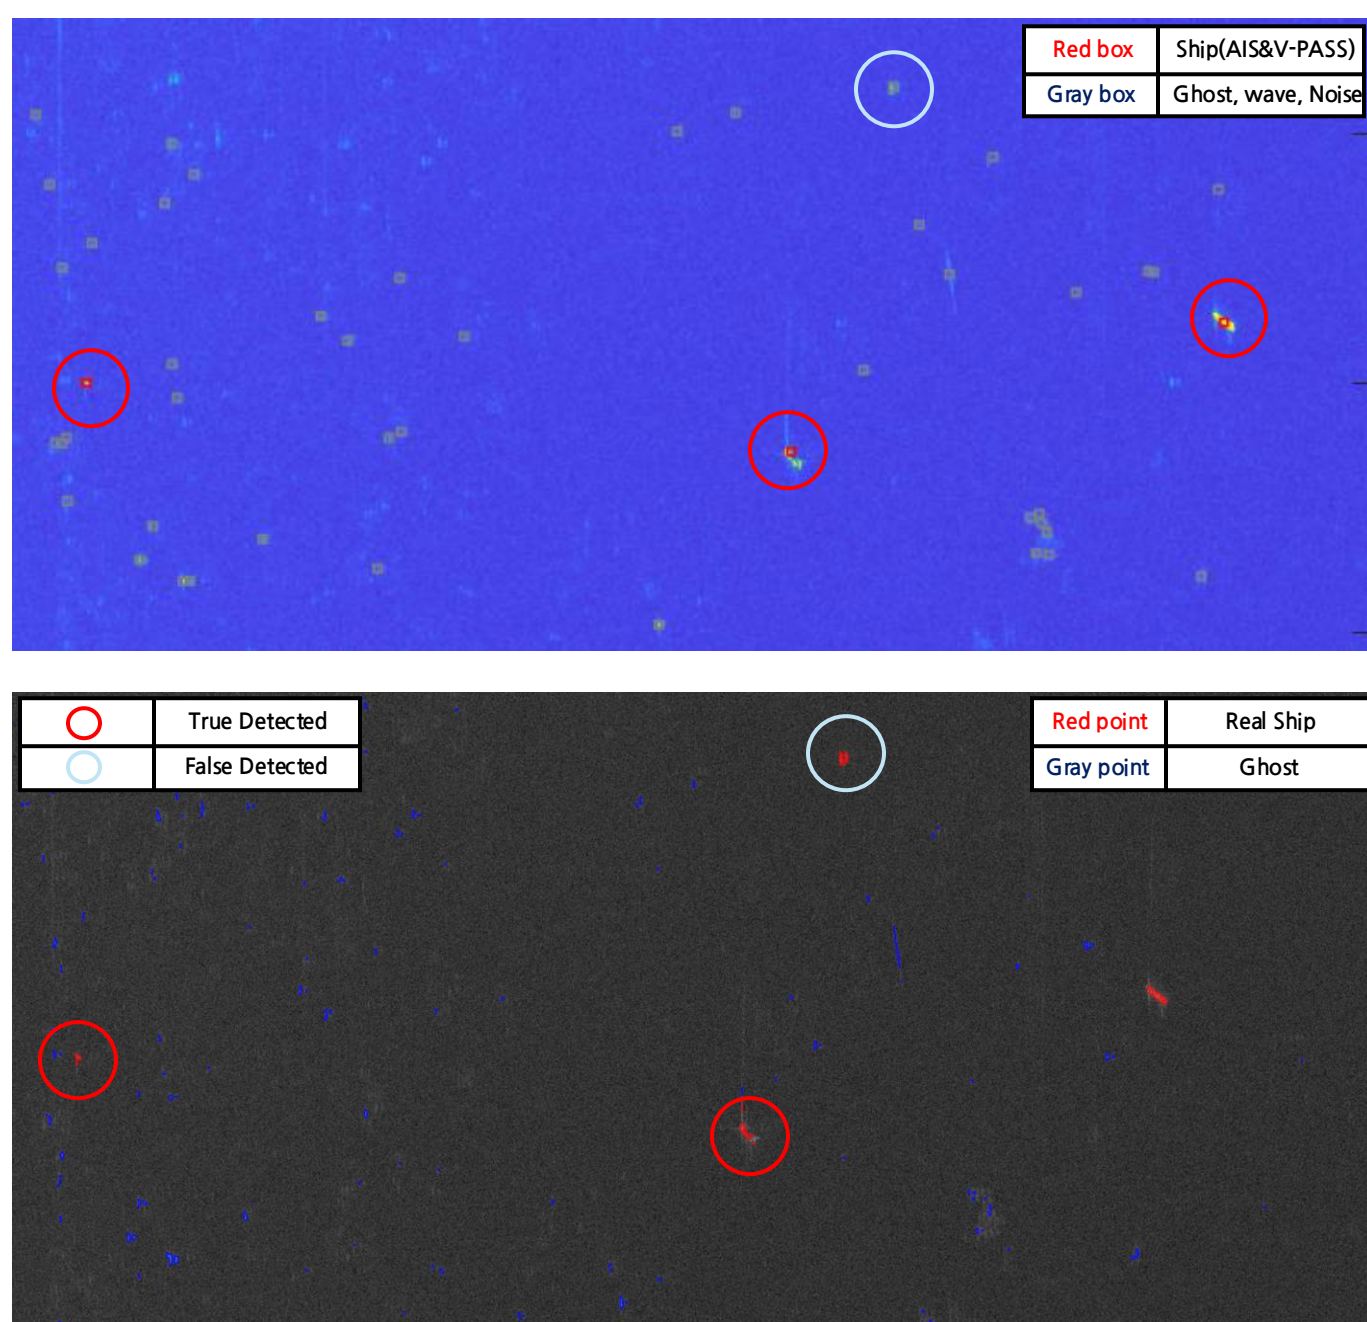 Red box Ship(AIS&V-PASS)
Gray box Ghost, wave, Noise
True Detected
False Detected
Red point Real Ship
Gray point Ghost